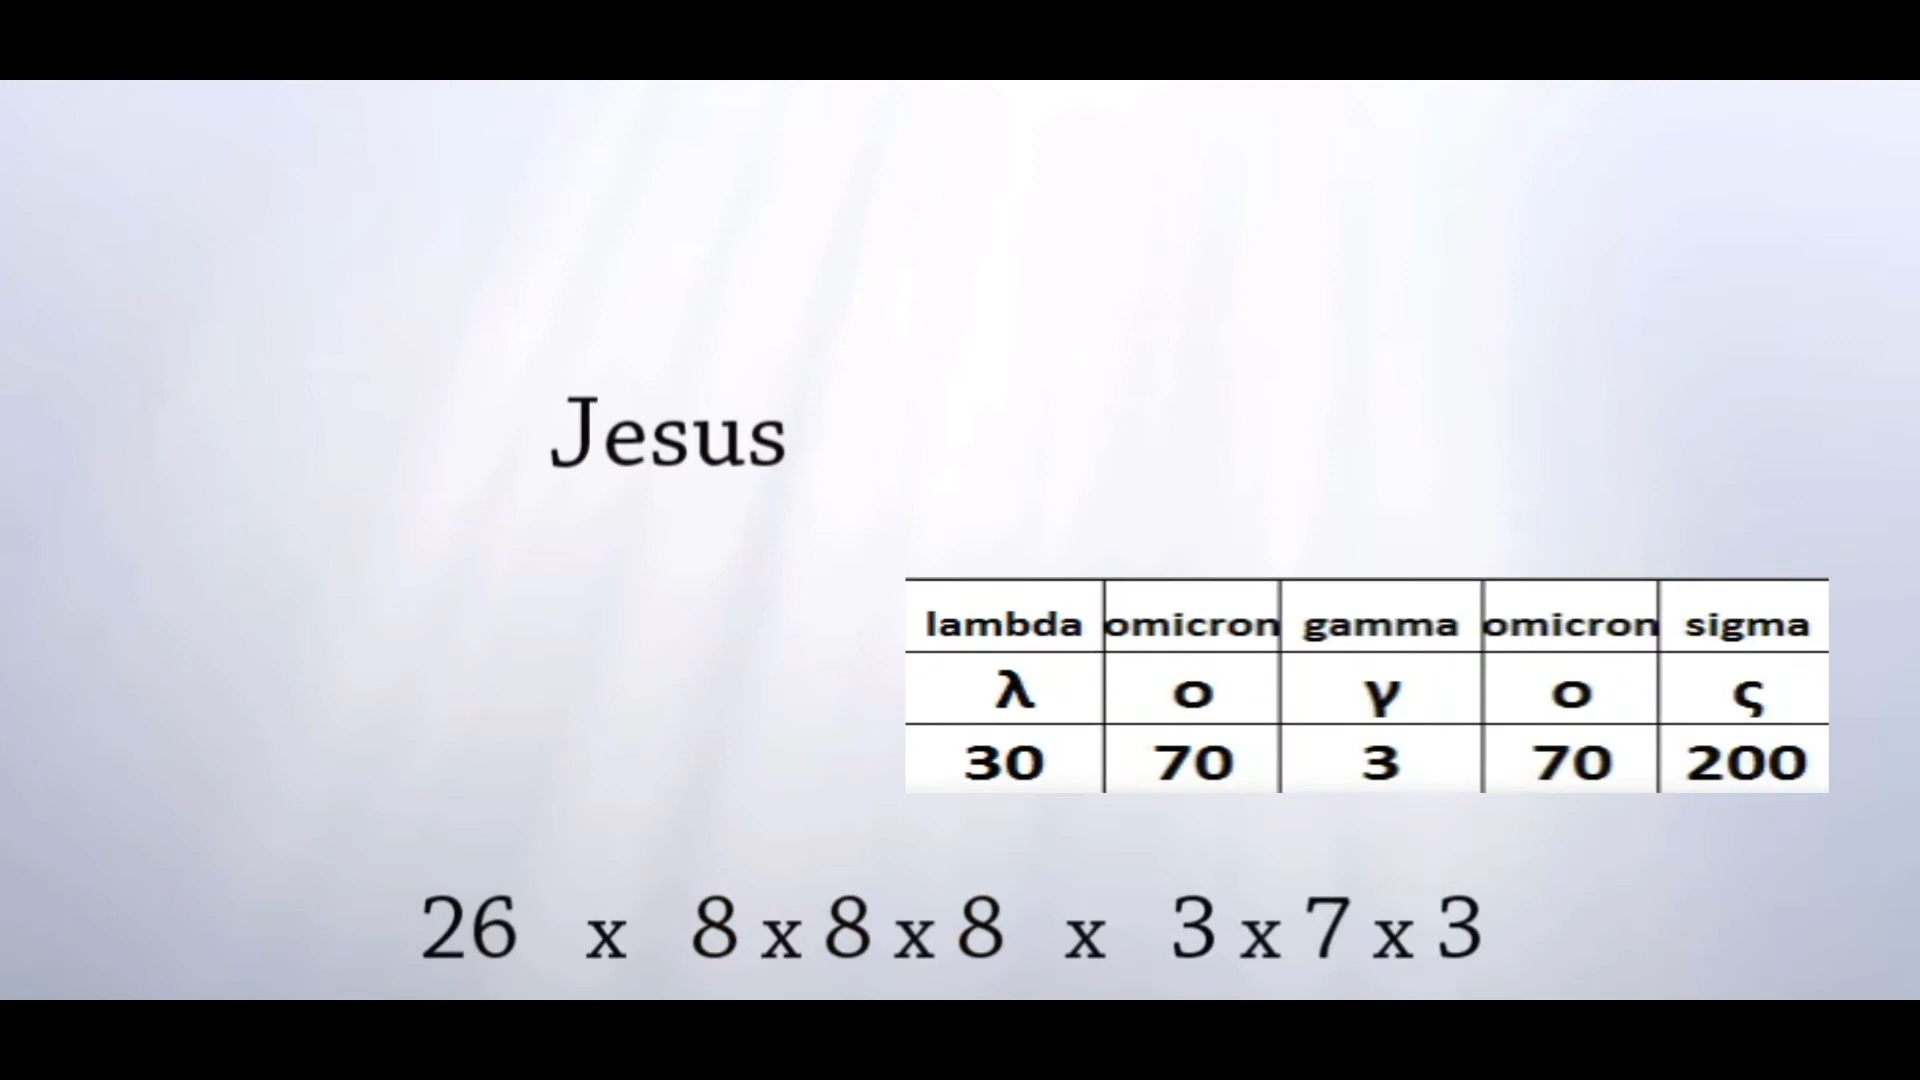 Jesus
lambda omicron gamma omicron sigma
λ ο γ ο ς
30 70 3 70 200
26 x 8 x 8 x 8 x 3 x 7 x 3